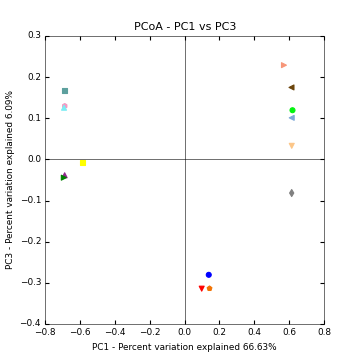 PCoA - PC1 vs PC3
PC3 - Percent variation explained 6.09%
0.3
0.2
0.1
0.0
−0.1
−0.2
−0.3
−0.4
−0.8 −0.6 −0.4 −0.2 0.0 0.2 0.4 0.6 0.8
PC1 - Percent variation explained 66.63%